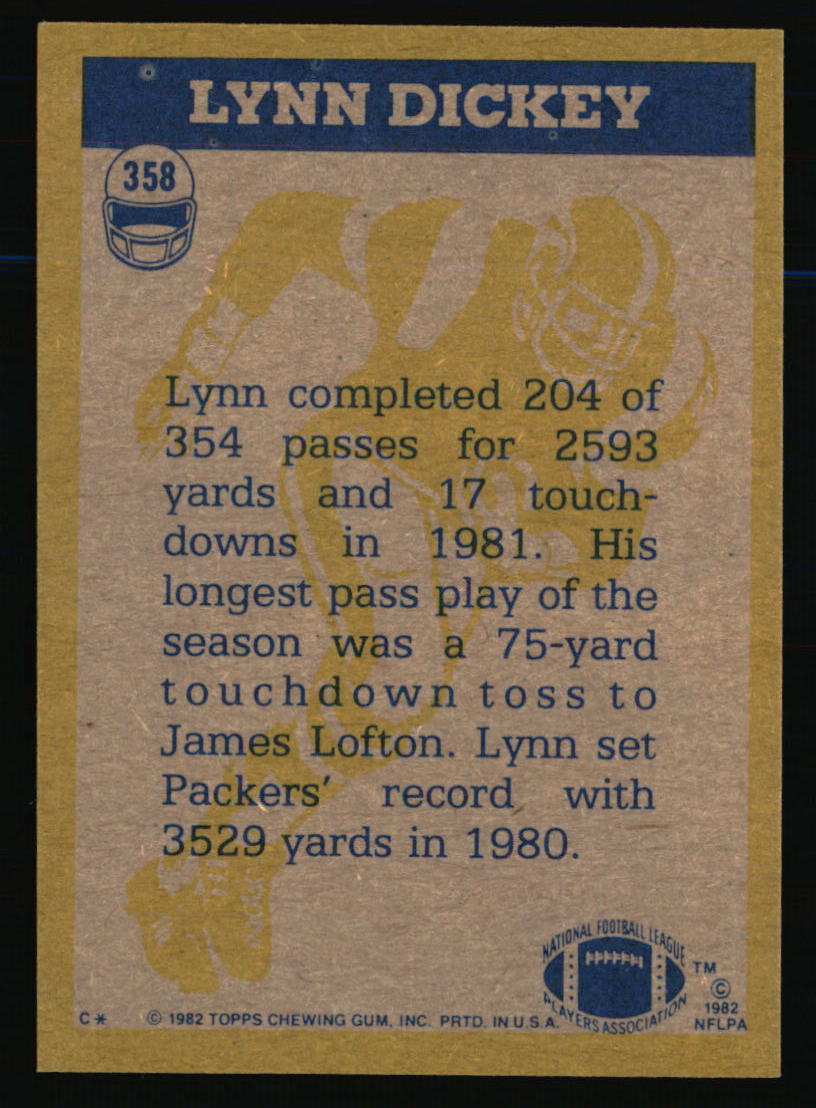 LYNN DICKEY
358
Lynn completed 204 of
354 passes for 2593
yards and 17 touch-
downs in 1981. His
longest pass play of the
season was a 75-yard
touchdown toss to
James Lofton. Lynn set
Packers' record with
3529 yards in 1980.
NATIONAL FOOTBALL LEAGUE
PLAYERS ASSOCIATION
TM
©
1982
NFLPA
C* © 1982 TOPPS CHEWING GUM, INC. PRTD. IN U.S.A.